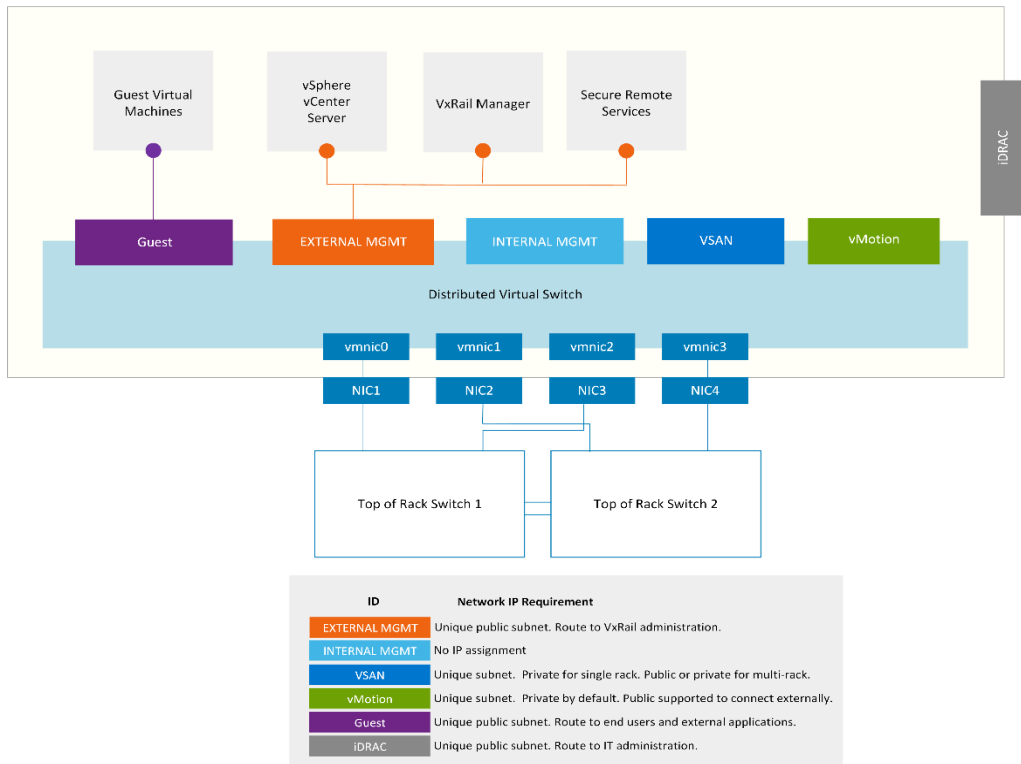 Guest Virtual
Machines
vSphere
vCenter
Server
VxRail Manager
Secure Remote
Services
iDRAC
Guest
EXTERNAL MGMT
INTERNAL MGMT
VSAN
vMotion
Distributed Virtual Switch
vmnic0
vmnic1
vmnic2
vmnic3
NIC1
NIC2
NIC3
NIC4
Top of Rack Switch 1
Top of Rack Switch 2
ID Network IP Requirement
EXTERNAL MGMT Unique public subnet. Route to VxRail administration.
INTERNAL MGMT No IP assignment
VSAN Unique subnet. Private for single rack. Public or private for multi-rack.
vMotion Unique subnet. Private by default. Public supported to connect externally.
Guest Unique public subnet. Route to end users and external applications.
iDRAC Unique public subnet. Route to IT administration.